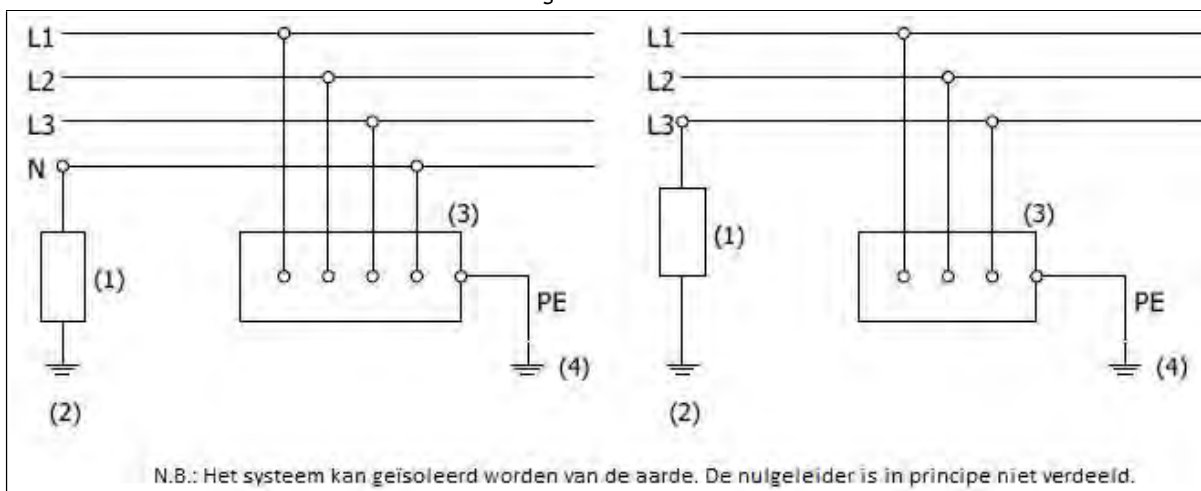 L1
L2
L3
N
(1)
(2)
(3)
PE
(4)
L1
L2
L3
(1)
(2)
(3)
PE
(4)
N.B.: Het systeem kan geïsoleerd worden van de aarde. De nulgeleider is in principe niet verdeeld.